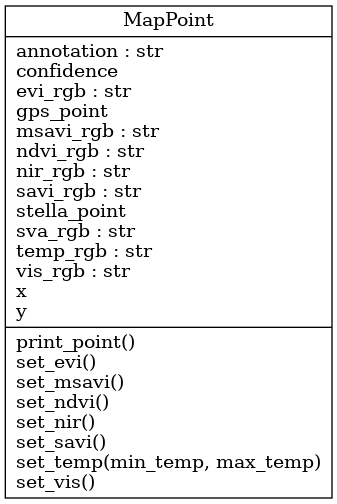 MapPoint
annotation : str
confidence
evi_rgb : str
gps_point
msavi_rgb : str
ndvi_rgb : str
nir_rgb : str
savi_rgb : str
stella_point
sva_rgb : str
temp_rgb : str
vis_rgb : str
x
y
print_point()
set_evi()
set_msavi()
set_ndvi()
set_nir()
set_savi()
set_temp(min_temp, max_temp)
set_vis()